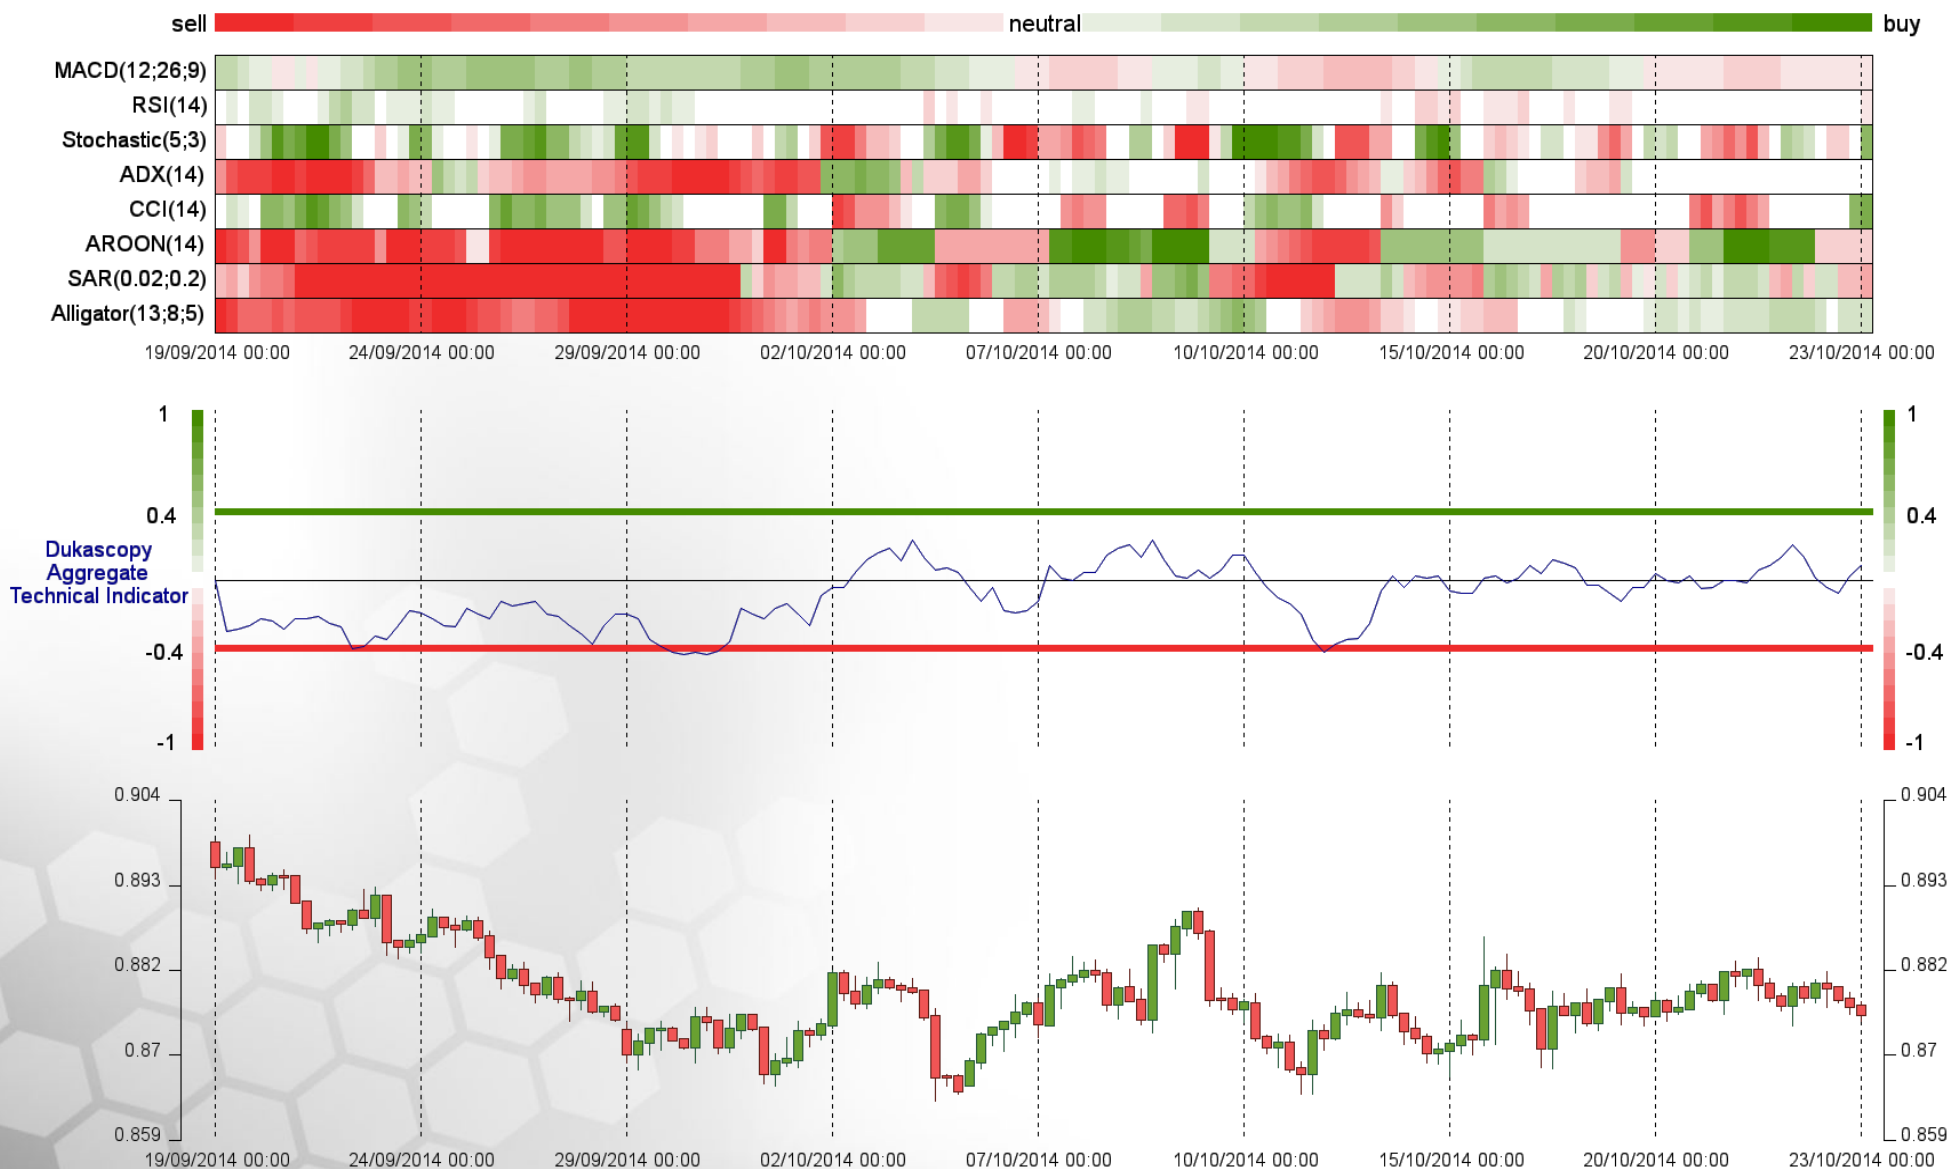 sell neutral buy
MACD(12;26;9)
RSI(14)
Stochastic(5;3)
ADX(14)
CCI(14)
AROON(14)
SAR(0.02;0.2)
Alligator(13;8;5)
19/09/2014 00:00 24/09/2014 00:00 29/09/2014 00:00 02/10/2014 00:00 07/10/2014 00:00 10/10/2014 00:00 15/10/2014 00:00 20/10/2014 00:00 23/10/2014 00:00
1 1
0.4 0.4
Dukascopy
Aggregate
Technical Indicator
-0.4 -0.4
-1 -1
0.904 0.904
0.893 0.893
0.882 0.882
0.87 0.87
0.859 0.859
19/09/2014 00:00 24/09/2014 00:00 29/09/2014 00:00 02/10/2014 00:00 07/10/2014 00:00 10/10/2014 00:00 15/10/2014 00:00 20/10/2014 00:00 23/10/2014 00:00